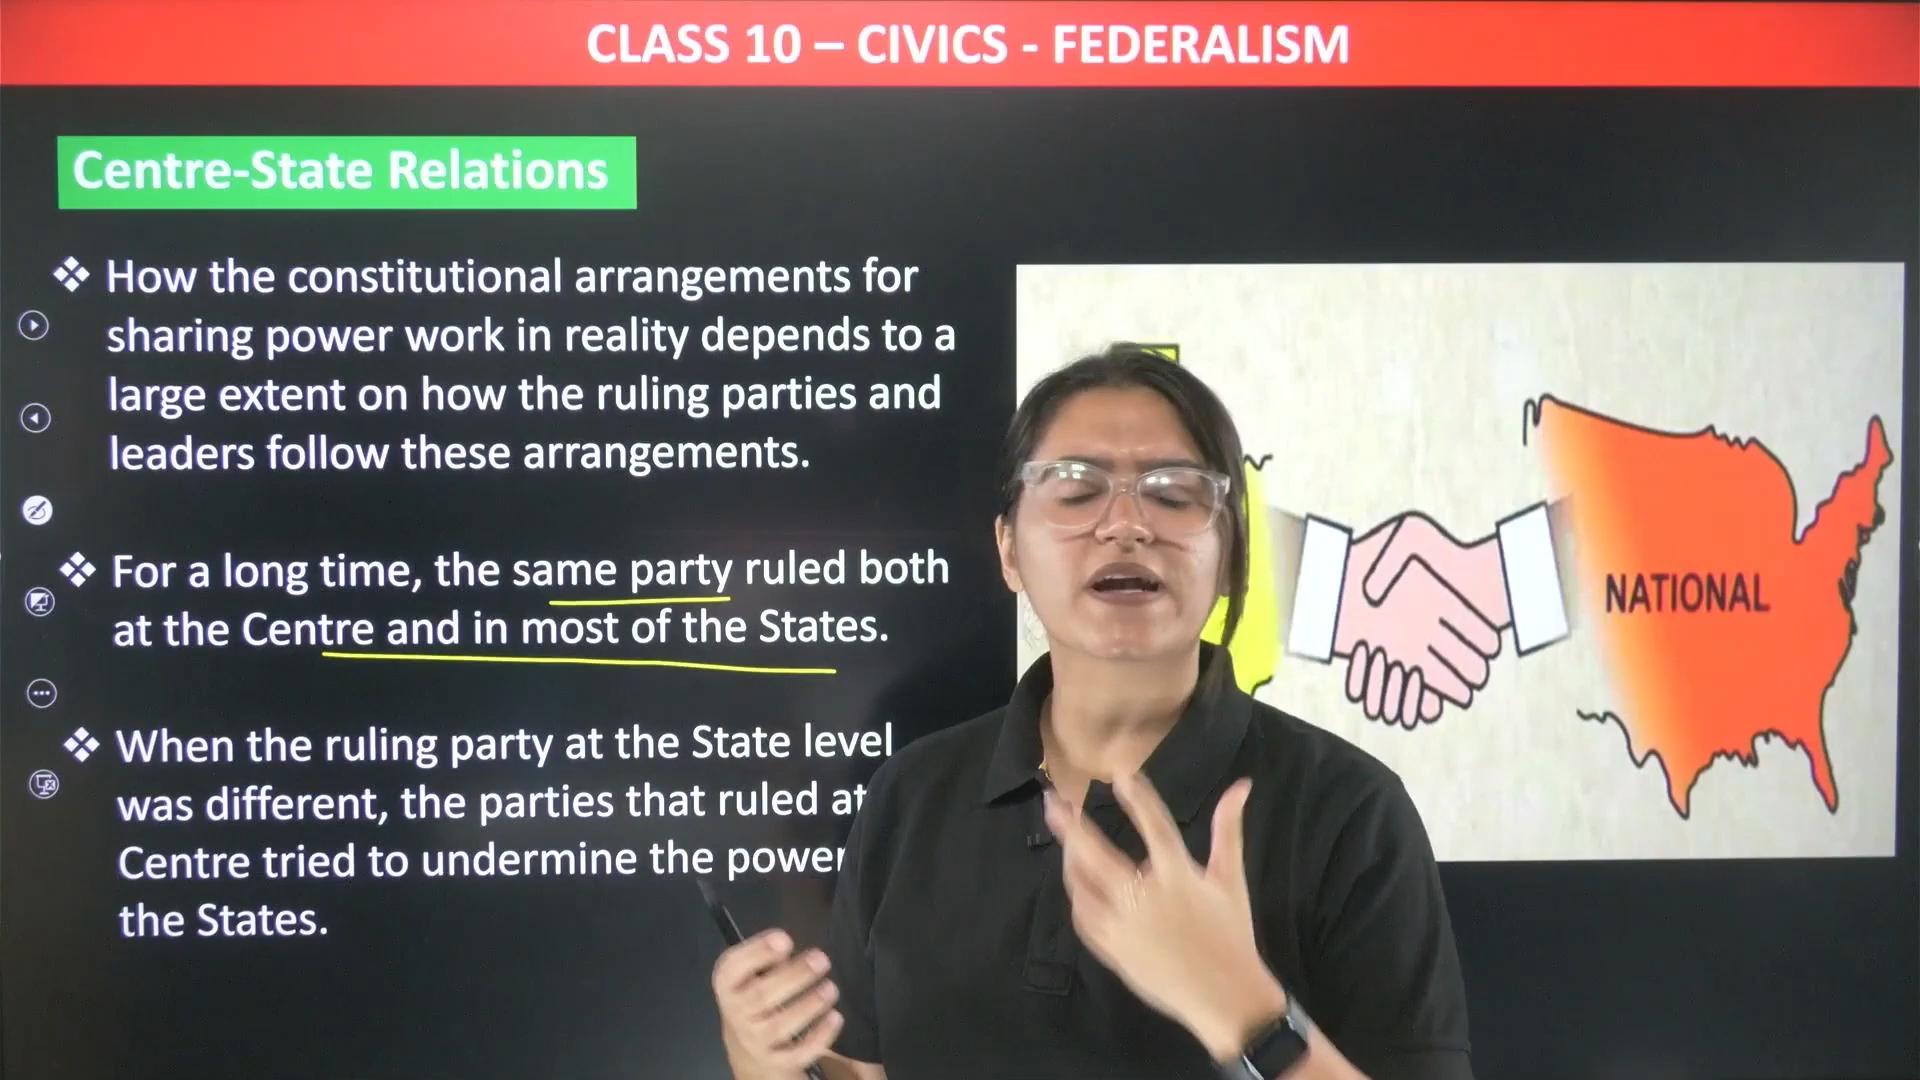 CLASS 10 – CIVICS - FEDERALISM
Centre-State Relations
❖ How the constitutional arrangements for
sharing power work in reality depends to a
large extent on how the ruling parties and
leaders follow these arrangements.
❖ For a long time, the same party ruled both
at the Centre and in most of the States.
❖ When the ruling party at the State level
was different, the parties that ruled at
Centre tried to undermine the power
the States.
NATIONAL